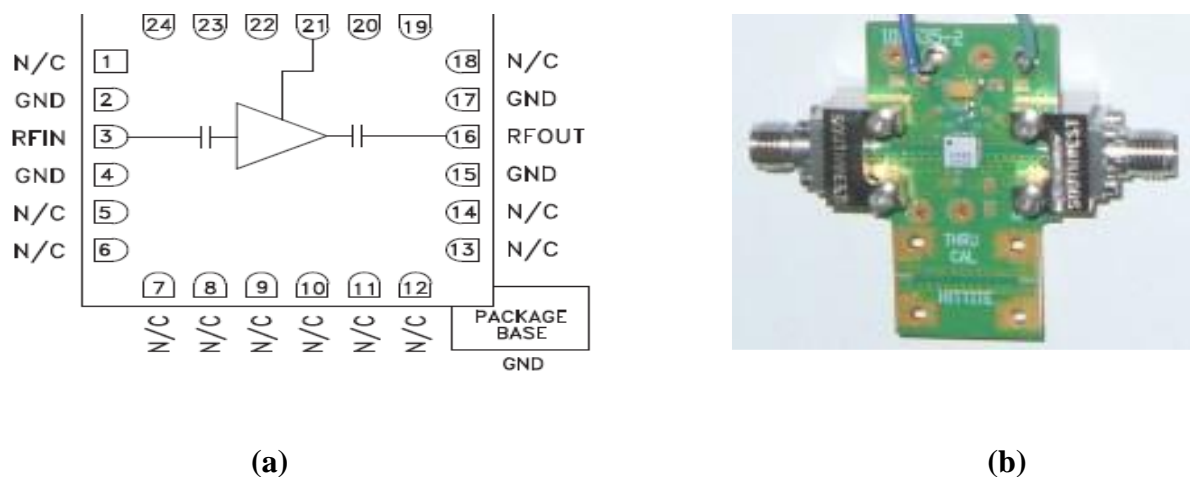 24 23 22 21 20 19
N/C 1 18 N/C
GND 2 17 GND
RFIN 3 16 RFOUT
GND 4 15 GND
N/C 5 14 N/C
N/C 6 13 N/C
7 8 9 10 11 12
N/C N/C N/C N/C N/C N/C
PACKAGE
BASE
GND
THRU
CAL
HITTITE
SOUTHWEST
(a) (b)